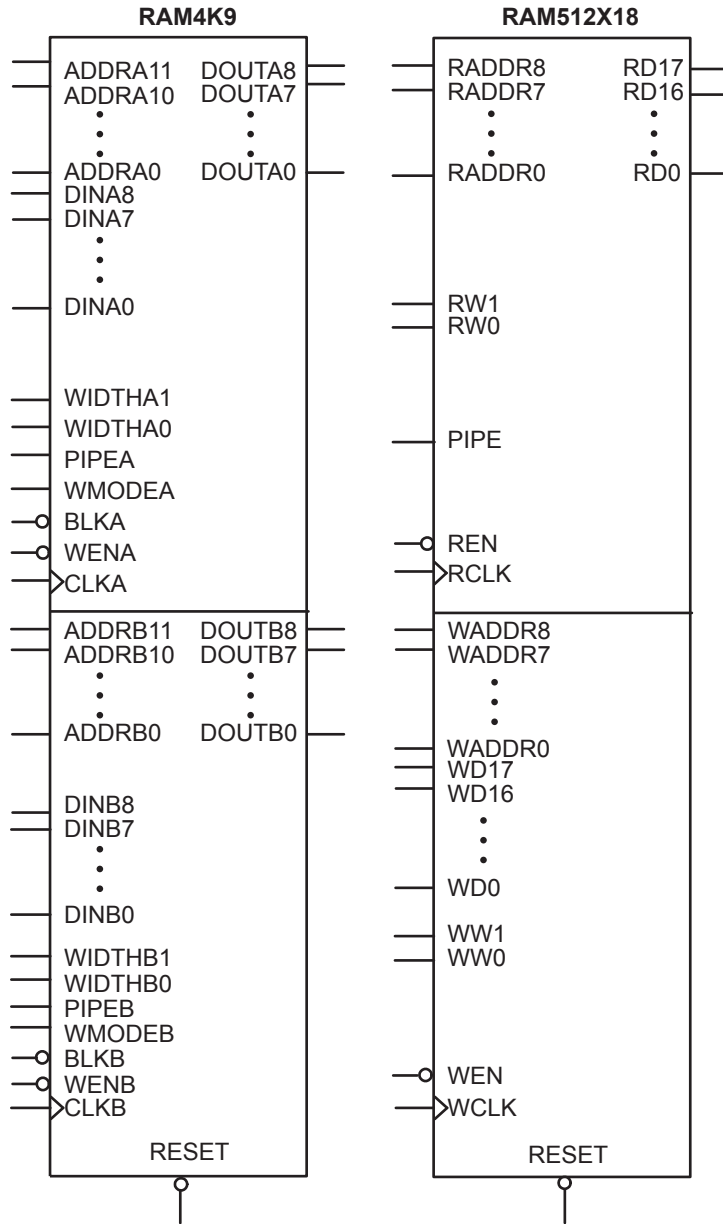 RAM4K9
ADDRA11 DOUTA8
ADDRA10 DOUTA7
ADDRA0 DOUTA0
DINA8
DINA7
DINA0
WIDTHA1
WIDTHA0
PIPEA
WMODEA
BLKA
WENA
CLKA
ADDRB11 DOUTB8
ADDRB10 DOUTB7
ADDRB0 DOUTB0
DINB8
DINB7
DINB0
WIDTHB1
WIDTHB0
PIPEB
WMODEB
BLKB
WENB
CLKB
RESET
RAM512X18
RADDR8 RD17
RADDR7 RD16
RADDR0 RD0
RW1
RW0
PIPE
REN
RCLK
WADDR8
WADDR7
WADDR0
WD17
WD16
WD0
WW1
WW0
WEN
WCLK
RESET